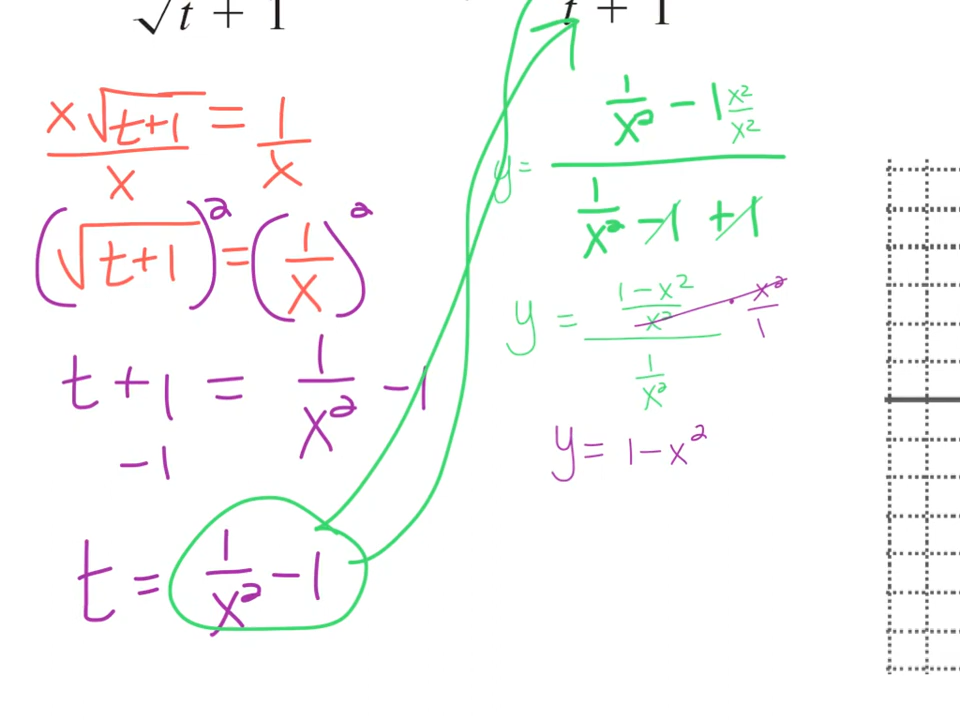 √t + 1
t + 1
x√t+1 / x = 1/x
(√t+1)² = (1/x)²
t + 1 = 1/x² - 1
-1
t = 1/x² - 1
y = (1/x² - 1 x²/x²) / (1/x² - 1 + 1)
y = ((1-x²)/x²) / (1/x²) · x²/1
y = 1-x²